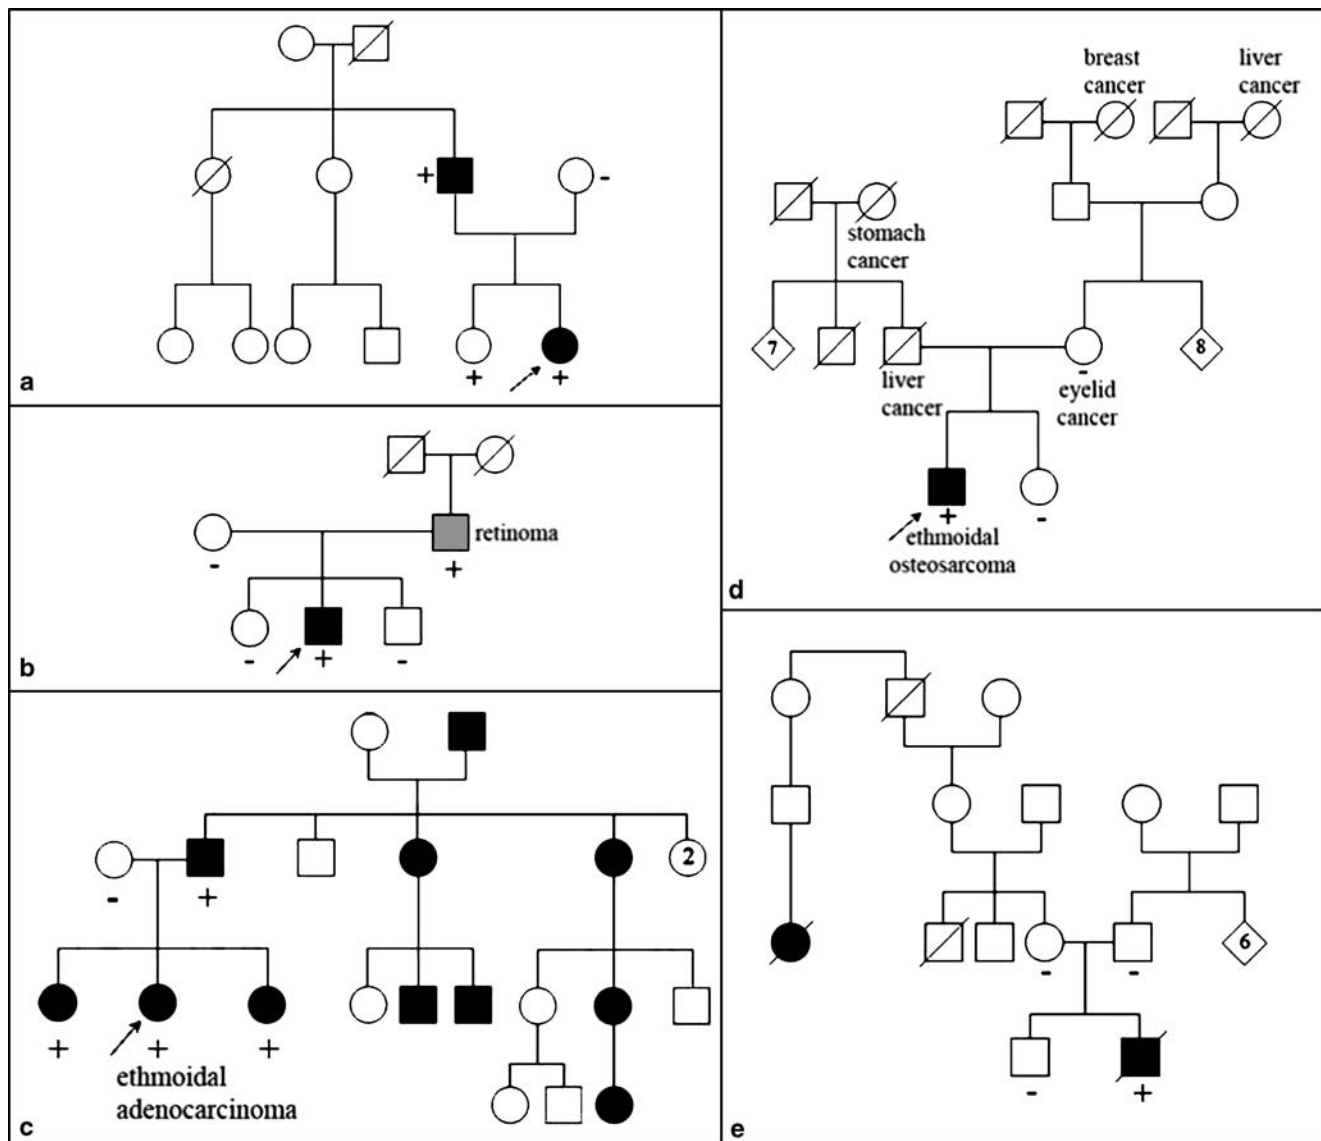 +
-
+
+
a
retinoma
-
+
-
+
-
b
2
-
+
+
+
+
ethmoidal
adenocarcinoma
c
breast
cancer
liver
cancer
stomach
cancer
7
8
liver
cancer
-
eyelid
cancer
+
-
ethmoidal
osteosarcoma
d
6
-
-
-
+
e